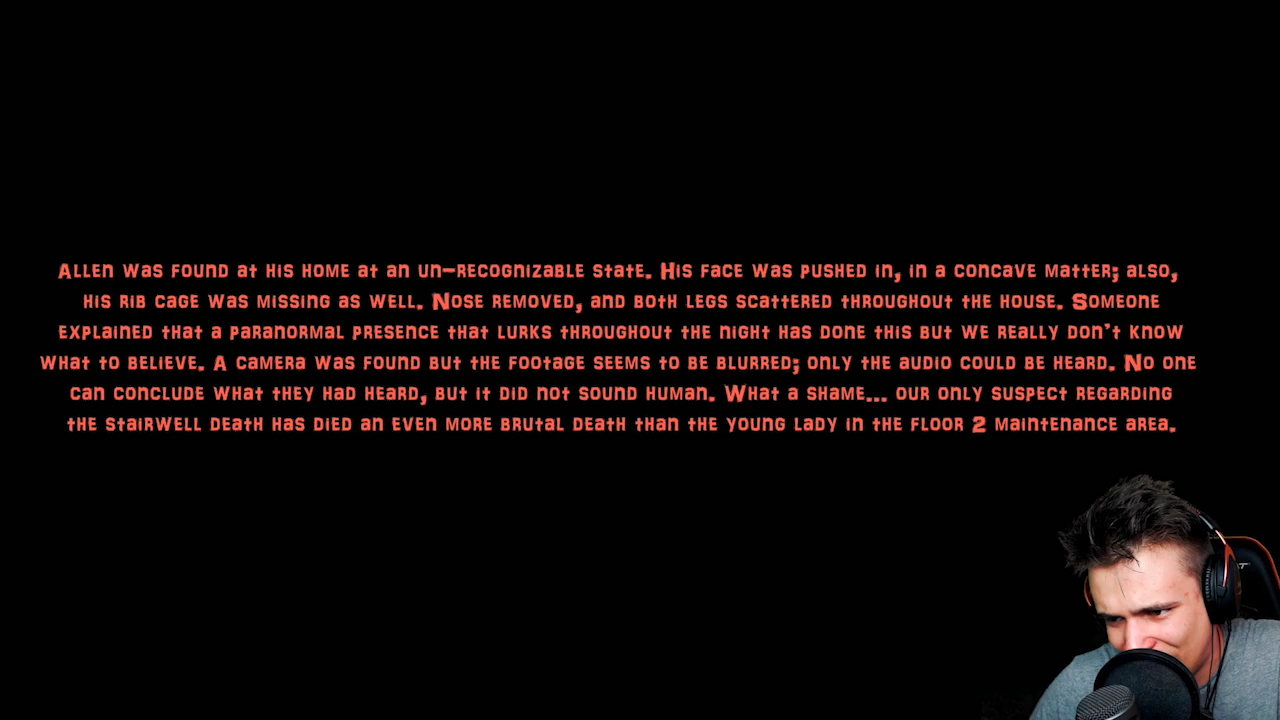 Allen was found at his home at an un-recognizable state. His face was pushed in, in a concave matter; also,
his rib cage was missing as well. Nose removed, and both legs scattered throughout the house. Someone
explained that a paranormal presence that lurks throughout the night has done this but we really don't know
what to believe. A camera was found but the footage seems to be blurred; only the audio could be heard. No one
can conclude what they had heard, but it did not sound human. What a shame... our only suspect regarding
the stairwell death has died an even more brutal death than the young lady in the floor 2 maintenance area.